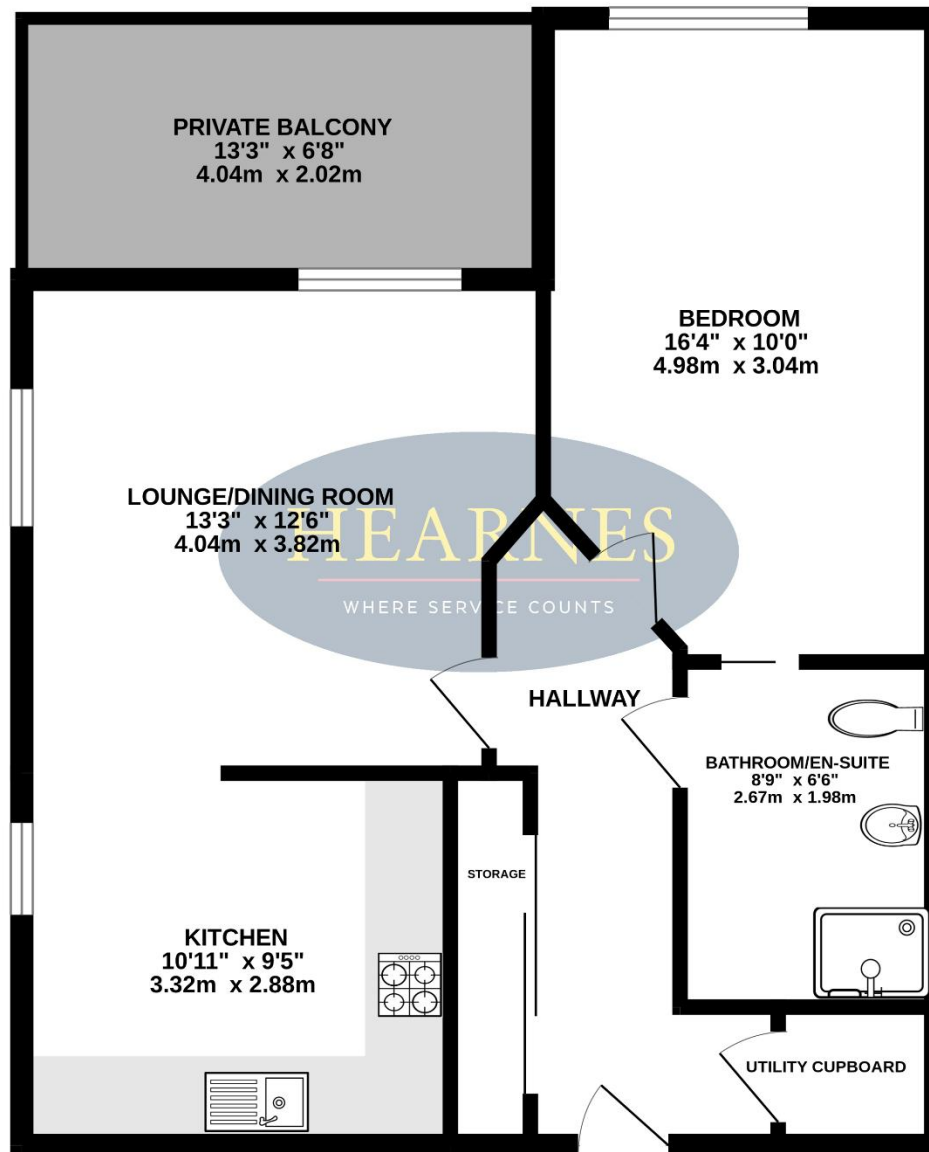 PRIVATE BALCONY
13'3" x 6'8"
4.04m x 2.02m
BEDROOM
16'4" x 10'0"
4.98m x 3.04m
LOUNGE/DINING ROOM
13'3" x 12'6"
4.04m x 3.82m
HEARNES
WHERE SERVICE COUNTS
HALLWAY
BATHROOM/EN-SUITE
8'9" x 6'6"
2.67m x 1.98m
STORAGE
KITCHEN
10'11" x 9'5"
3.32m x 2.88m
UTILITY CUPBOARD